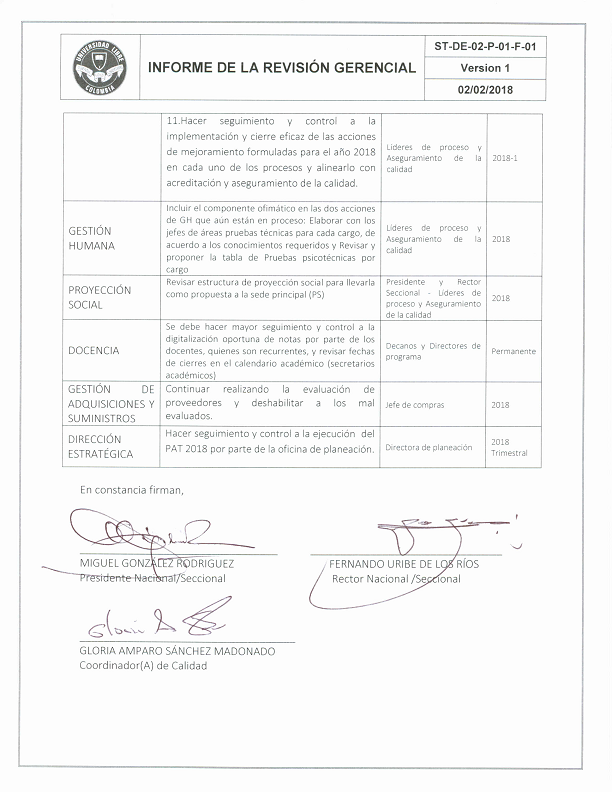 UNIVERSIDAD LIBRE
COLOMBIA
INFORME DE LA REVISIÓN GERENCIAL
ST-DE-02-P-01-F-01
Version 1
02/02/2018
11.Hacer seguimiento y control a la
implementación y cierre eficaz de las acciones
de mejoramiento formuladas para el año 2018
en cada uno de los procesos y alinearlo con
acreditación y aseguramiento de la calidad.
Líderes de proceso y
Aseguramiento de la
calidad
2018-1
GESTIÓN
HUMANA
Incluir el componente ofimático en las dos acciones
de GH que aún están en proceso: Elaborar con los
jefes de áreas pruebas técnicas para cada cargo, de
acuerdo a los conocimientos requeridos y Revisar y
proponer la tabla de Pruebas psicotécnicas por
cargo
Líderes de proceso y
Aseguramiento de la
calidad
2018
PROYECCIÓN
SOCIAL
Revisar estructura de proyección social para llevarla
como propuesta a la sede principal (PS)
Presidente y Rector
Seccional - Líderes de
proceso y Aseguramiento
de la calidad
2018
DOCENCIA
Se debe hacer mayor seguimiento y control a la
digitalización oportuna de notas por parte de los
docentes, quienes son recurrentes, y revisar fechas
de cierres en el calendario académico (secretarios
académicos)
Decanos y Directores de
programa
Permanente
GESTIÓN DE
ADQUISICIONES Y
SUMINISTROS
Continuar realizando la evaluación de
proveedores y deshabilitar a los mal
evaluados.
Jefe de compras
2018
DIRECCIÓN
ESTRATÉGICA
Hacer seguimiento y control a la ejecución del
PAT 2018 por parte de la oficina de planeación.
Directora de planeación
2018
Trimestral
En constancia firman,
MIGUEL GONZÁLEZ RODRIGUEZ
Presidente Nacional/Seccional
FERNANDO URIBE DE LOS RÍOS
Rector Nacional /Seccional
Gloria A
GLORIA AMPARO SÁNCHEZ MADONADO
Coordinador(A) de Calidad